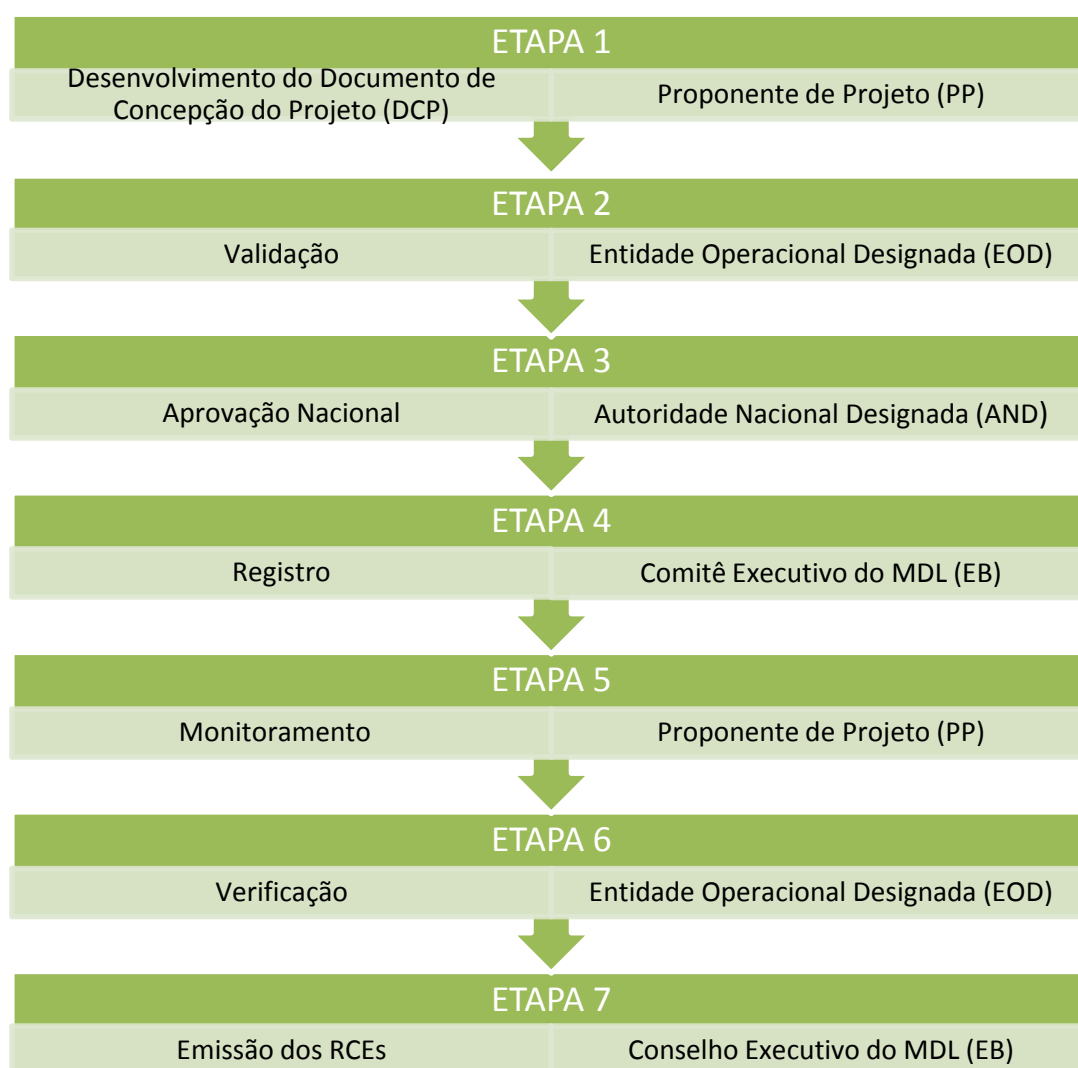 ETAPA 1
Desenvolvimento do Documento de
Concepção do Projeto (DCP)
Proponente de Projeto (PP)
ETAPA 2
Validação
Entidade Operacional Designada (EOD)
ETAPA 3
Aprovação Nacional
Autoridade Nacional Designada (AND)
ETAPA 4
Registro
Comitê Executivo do MDL (EB)
ETAPA 5
Monitoramento
Proponente de Projeto (PP)
ETAPA 6
Verificação
Entidade Operacional Designada (EOD)
ETAPA 7
Emissão dos RCEs
Conselho Executivo do MDL (EB)